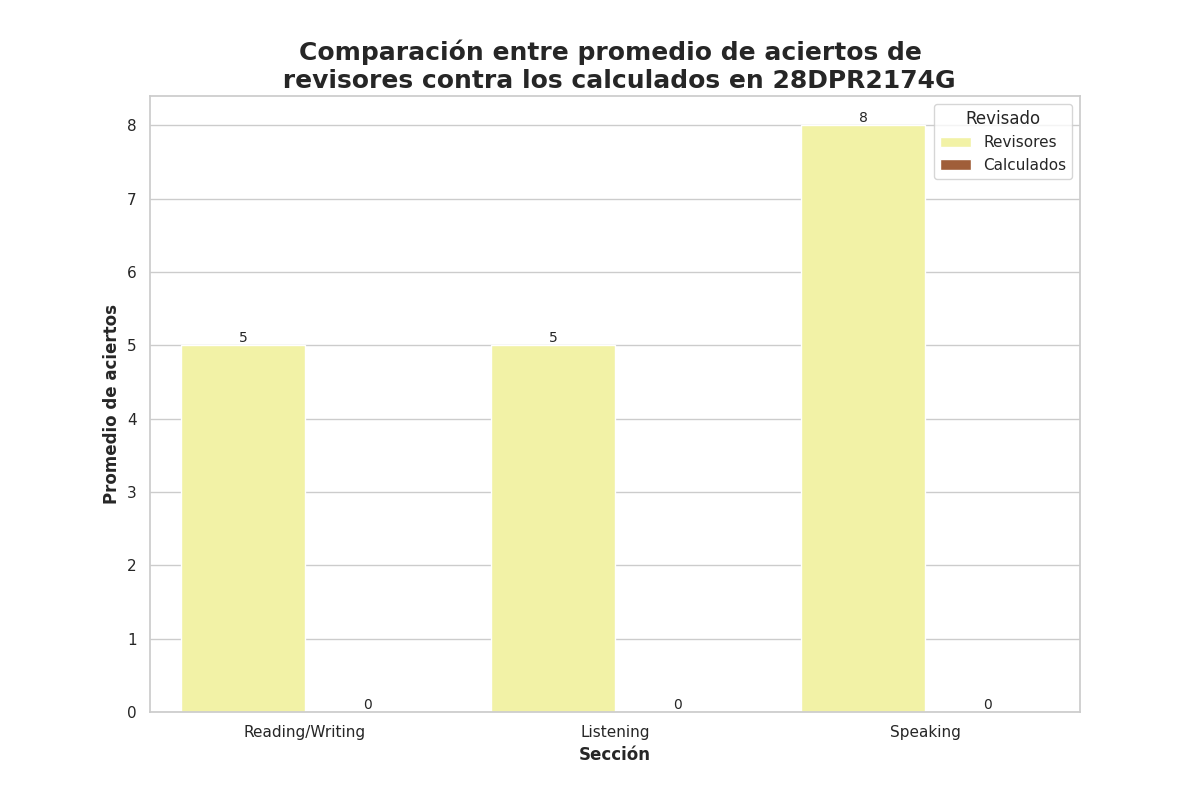 Comparación entre promedio de aciertos de
revisores contra los calculados en 28DPR2174G
Revisado
Revisores
Calculados
Promedio de aciertos
8
7
6
5
4
3
2
1
0
5
0
5
0
8
0
Reading/Writing
Listening
Speaking
Sección